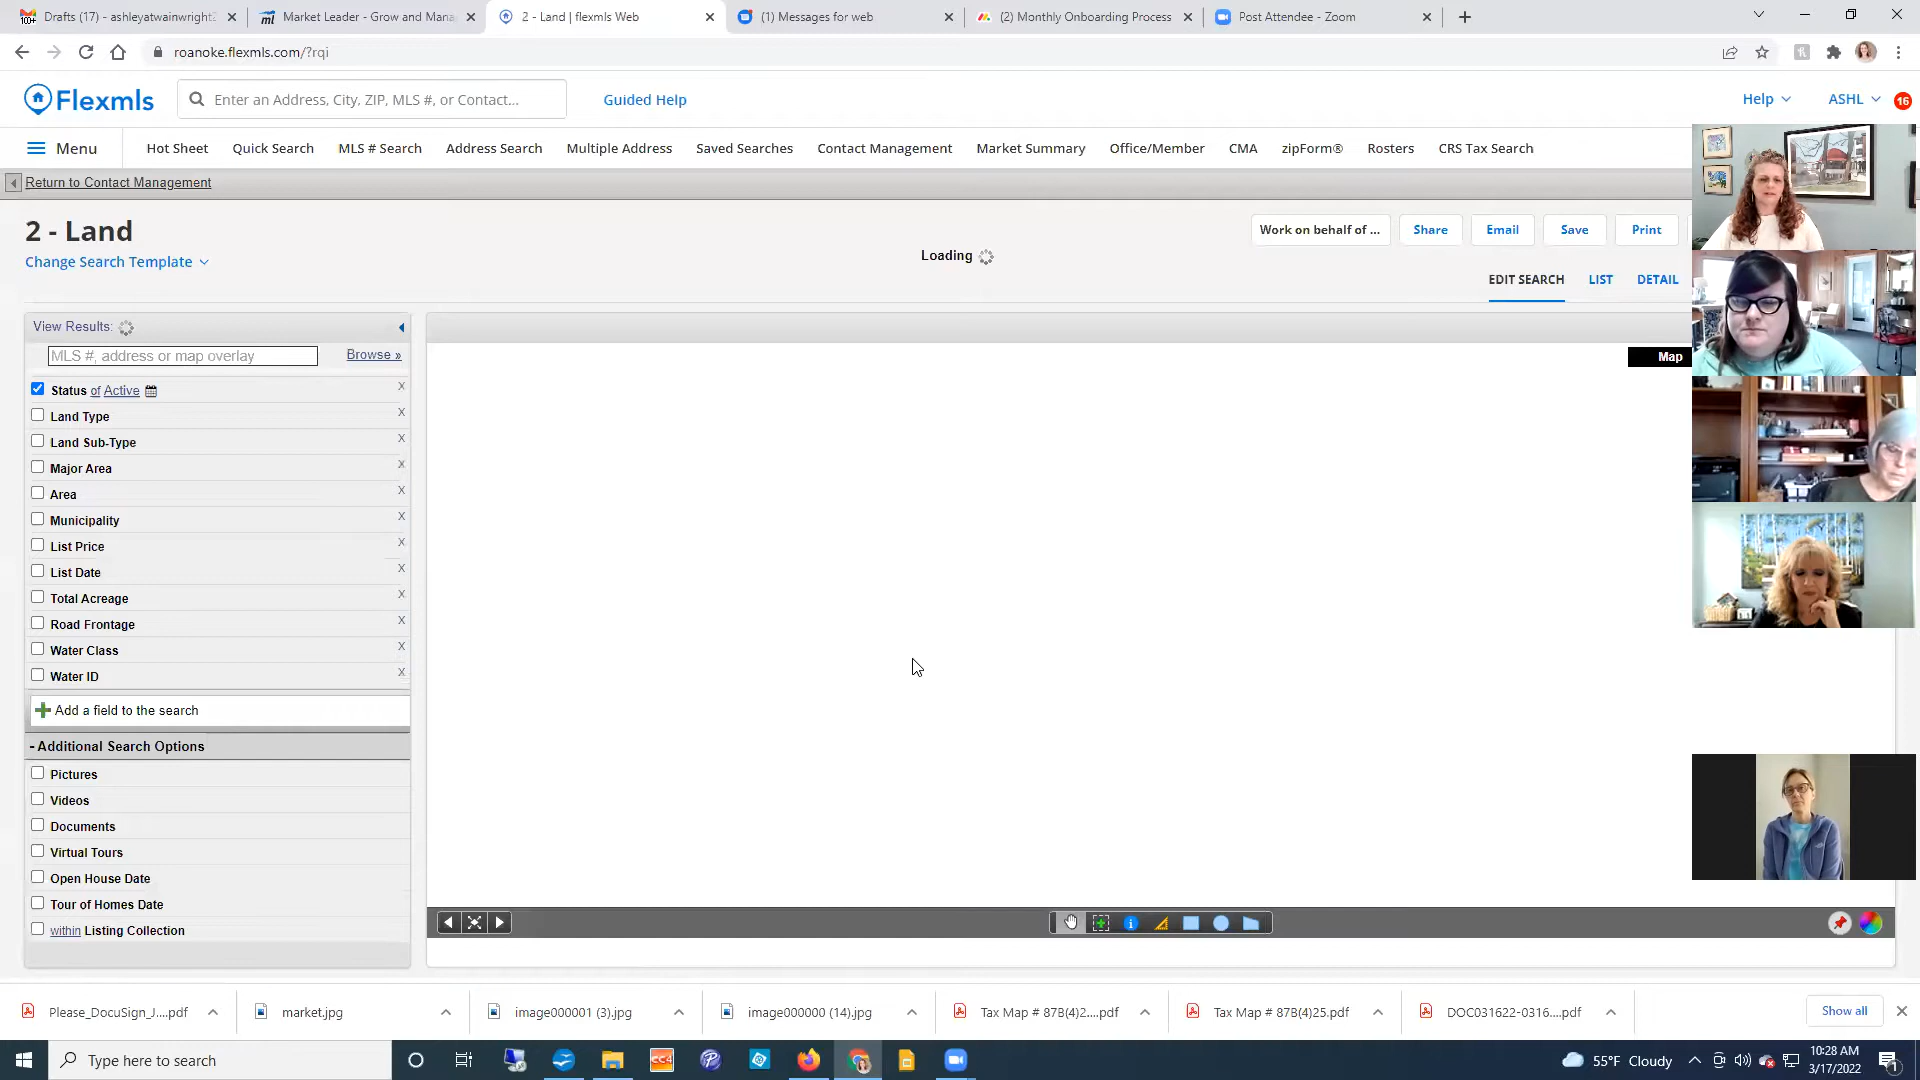 Drafts (17) - ashleyatwainwright2
Market Leader - Grow and Mana
2 - Land | flexmls Web
(1) Messages for web
(2) Monthly Onboarding Process
Post Attendee - Zoom
roanoke.flexmls.com/?rqi
Flexmls
Enter an Address, City, ZIP, MLS #, or Contact...
Guided Help
Help
ASHL
16
Menu
Hot Sheet
Quick Search
MLS # Search
Address Search
Multiple Address
Saved Searches
Contact Management
Market Summary
Office/Member
CMA
zipForm®
Rosters
CRS Tax Search
Return to Contact Management
2 - Land
Change Search Template
Loading
Work on behalf of ...
Share
Email
Save
Print
EDIT SEARCH
LIST
DETAIL
View Results:
MLS #, address or map overlay
Browse »
Map
Status of Active X
Land Type X
Land Sub-Type X
Major Area X
Area X
Municipality X
List Price X
List Date X
Total Acreage X
Road Frontage X
Water Class X
Water ID X
Add a field to the search
- Additional Search Options
Pictures
Videos
Documents
Virtual Tours
Open House Date
Tour of Homes Date
within Listing Collection
Please_DocuSign_J....pdf
market.jpg
image000001 (3).jpg
image000000 (14).jpg
Tax Map # 87B(4)2....pdf
Tax Map # 87B(4)25.pdf
DOC031622-0316....pdf
Show all
Type here to search
CC4
55°F Cloudy
10:28 AM
3/17/2022
1